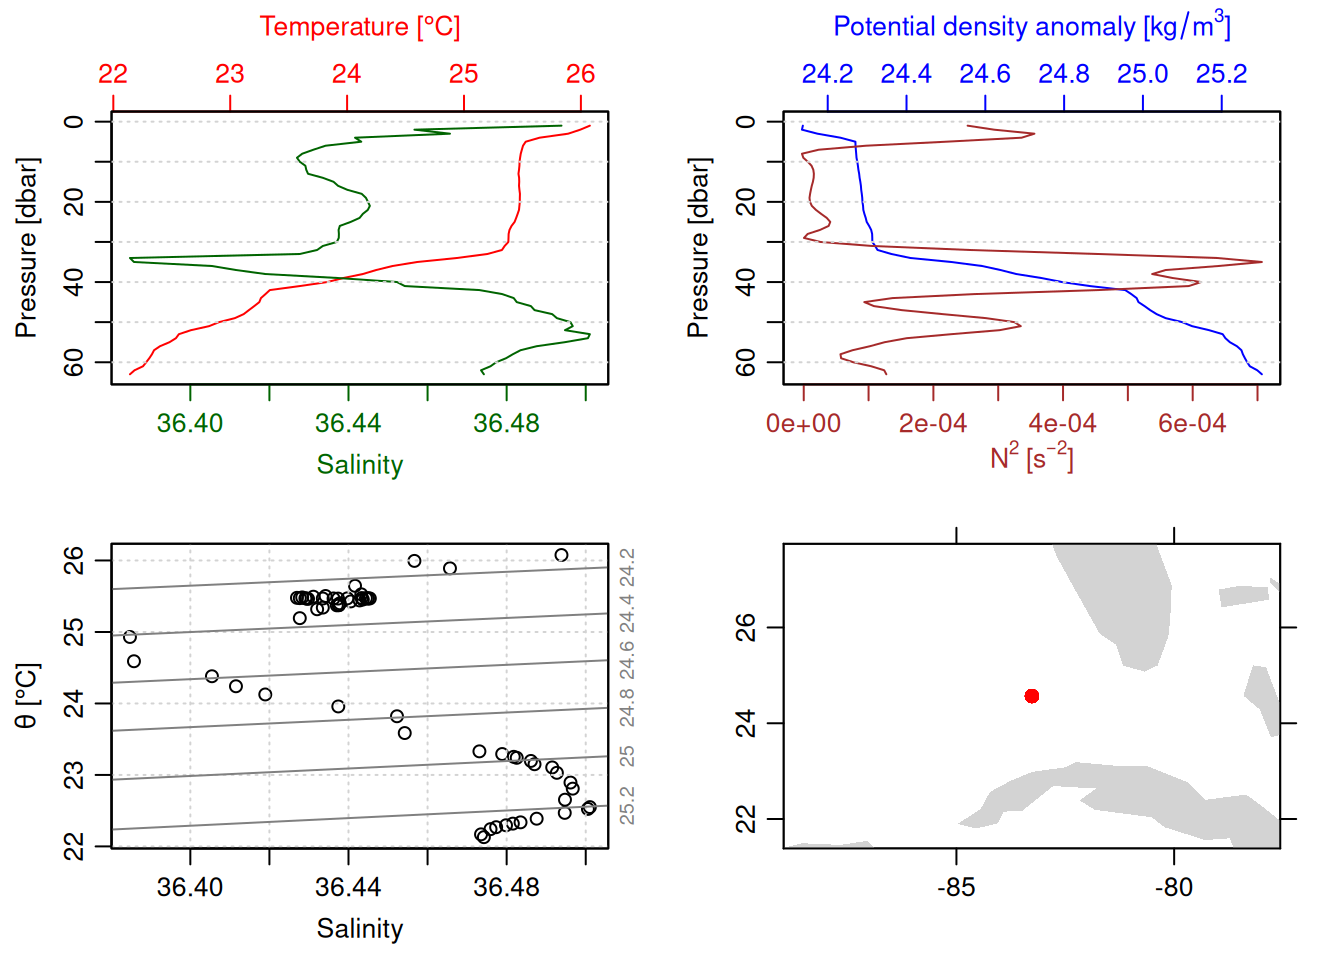 Temperature [°C]
22 23 24 25 26
0
20
40
60
Pressure [dbar]
36.40 36.44 36.48
Salinity
Potential density anomaly [kg/m³]
24.2 24.4 24.6 24.8 25.0 25.2
0
20
40
60
Pressure [dbar]
0e+00 2e-04 4e-04 6e-04
N² [s⁻²]
26
25
24
23
22
θ [°C]
24.2
24.4
24.6
24.8
25
25.2
36.40 36.44 36.48
Salinity
26
24
22
-85 -80